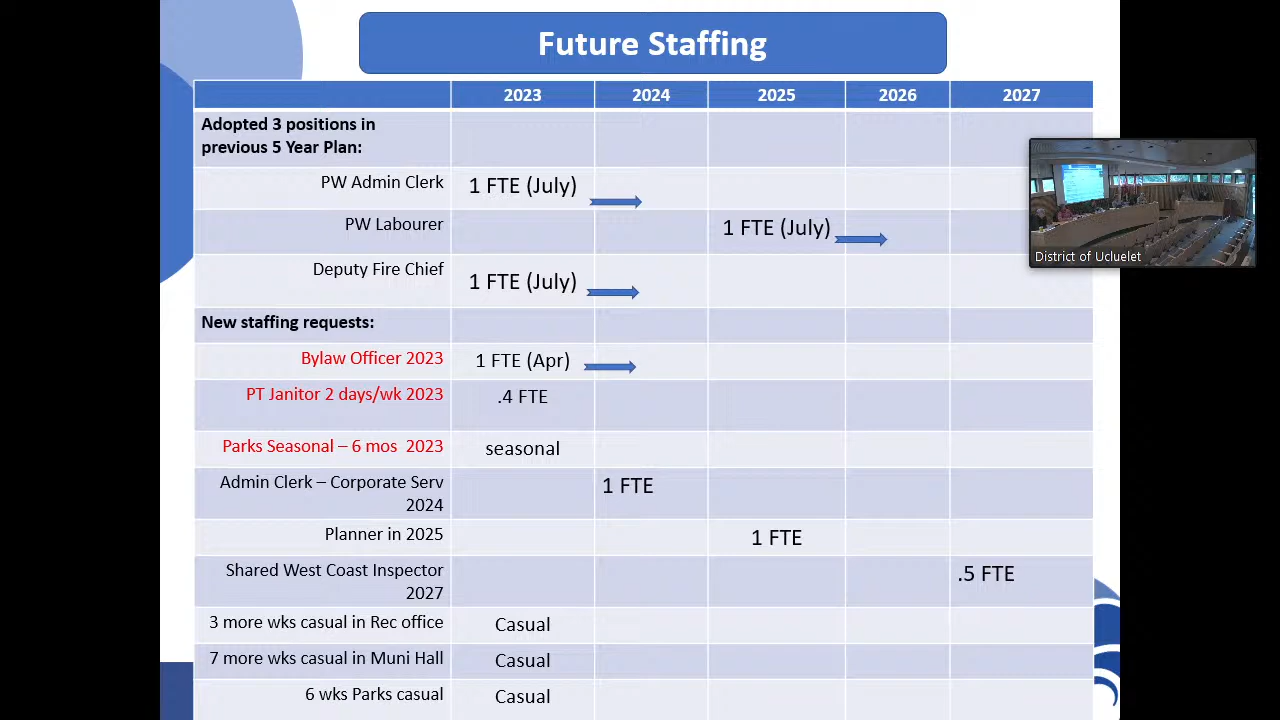 Future Staffing
2023 2024 2025 2026 2027
Adopted 3 positions in
previous 5 Year Plan:
PW Admin Clerk 1 FTE (July)
PW Labourer 1 FTE (July)
Deputy Fire Chief 1 FTE (July)
New staffing requests:
Bylaw Officer 2023 1 FTE (Apr)
PT Janitor 2 days/wk 2023 .4 FTE
Parks Seasonal – 6 mos 2023 seasonal
Admin Clerk – Corporate Serv 1 FTE
2024
Planner in 2025 1 FTE
Shared West Coast Inspector .5 FTE
2027
3 more wks casual in Rec office Casual
7 more wks casual in Muni Hall Casual
6 wks Parks casual Casual
District of Ucluelet